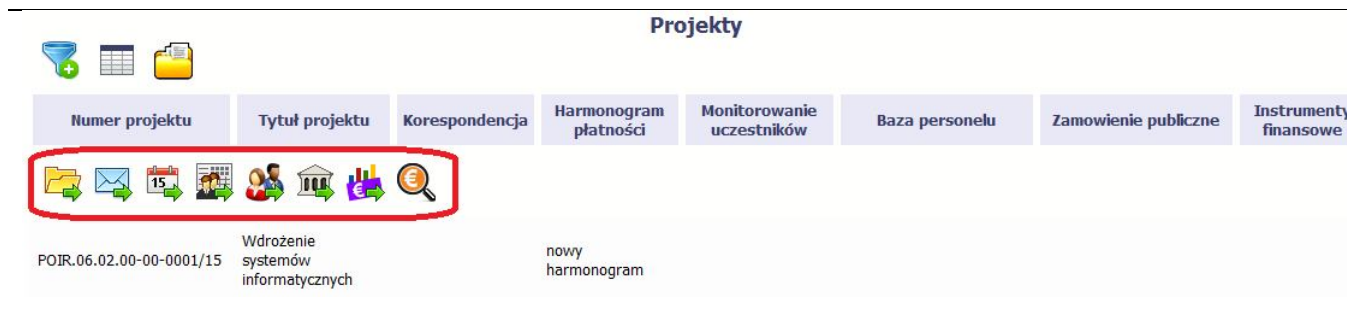 Projekty
Numer projektu Tytuł projektu Korespondencja Harmonogram płatności Monitorowanie uczestników Baza personelu Zamowienie publiczne Instrumenty finansowe
15
POIR.06.02.00-00-0001/15
Wdrożenie
systemów
informatycznych
nowy
harmonogram